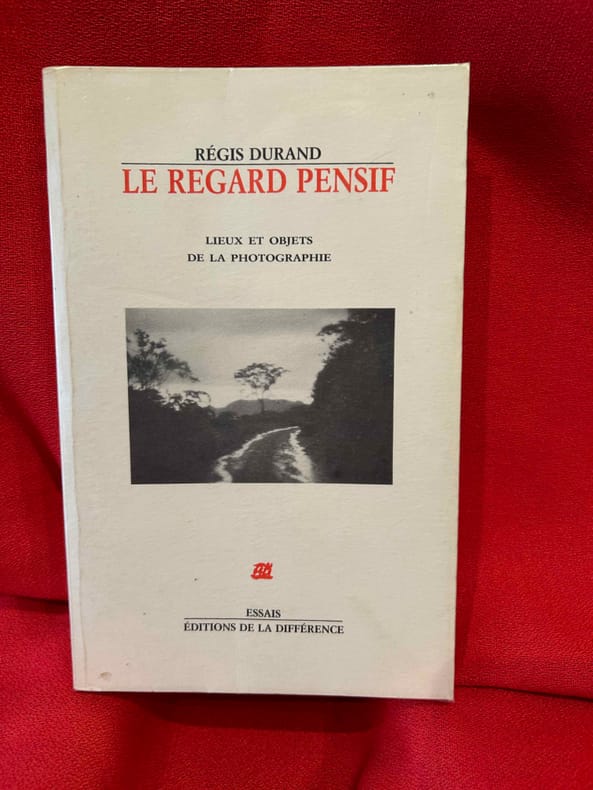 RÉGIS DURAND
LE REGARD PENSIF
LIEUX ET OBJETS
DE LA PHOTOGRAPHIE
ESSAIS
ÉDITIONS DE LA DIFFÉRENCE